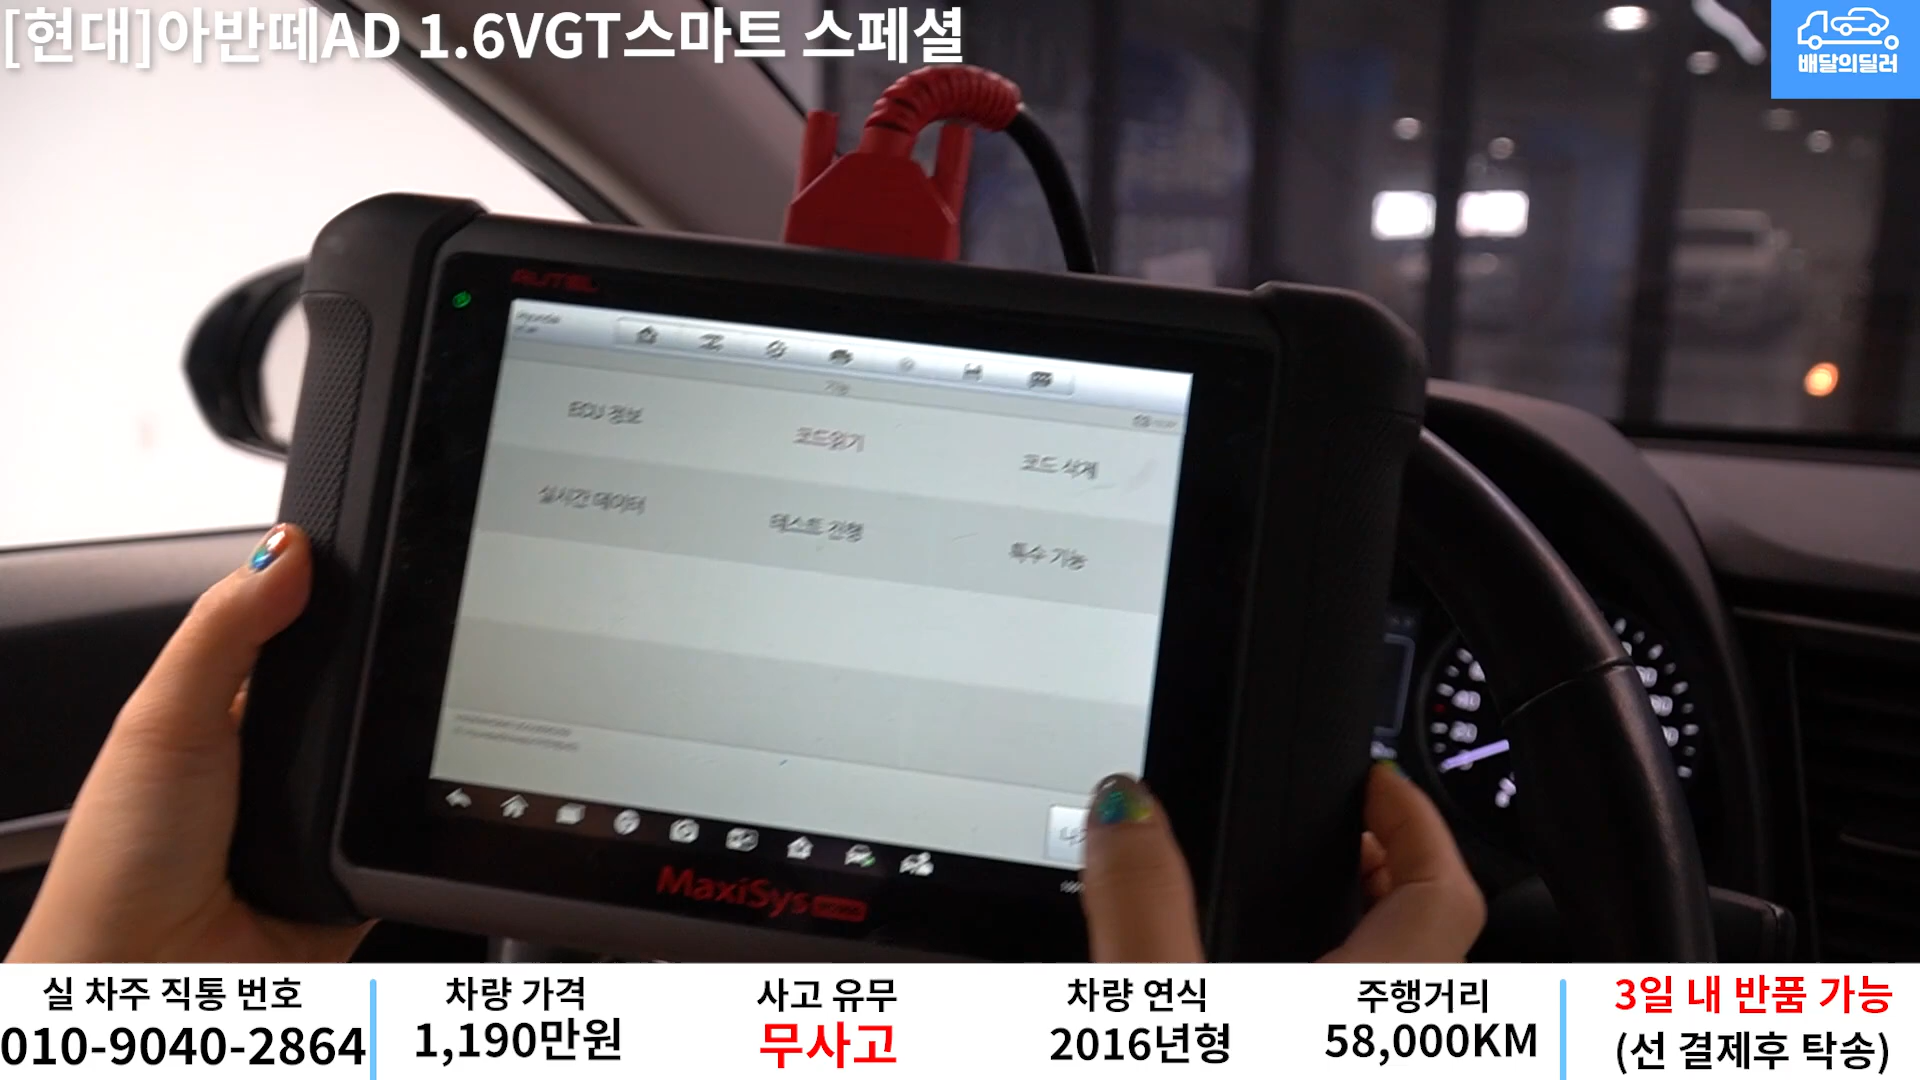 [현대]아반떼AD 1.6VGT스마트 스페셜
배달의딜러
AUTEL
Hyundai
기능
ECU 정보
코드읽기
코드 삭제
실시간 데이터
테스트 진행
특수 기능
MaxiSys
실 차주 직통 번호
010-9040-2864
차량 가격
1,190만원
사고 유무
무사고
차량 연식
2016년형
주행거리
58,000KM
3일 내 반품 가능
(선 결제후 탁송)